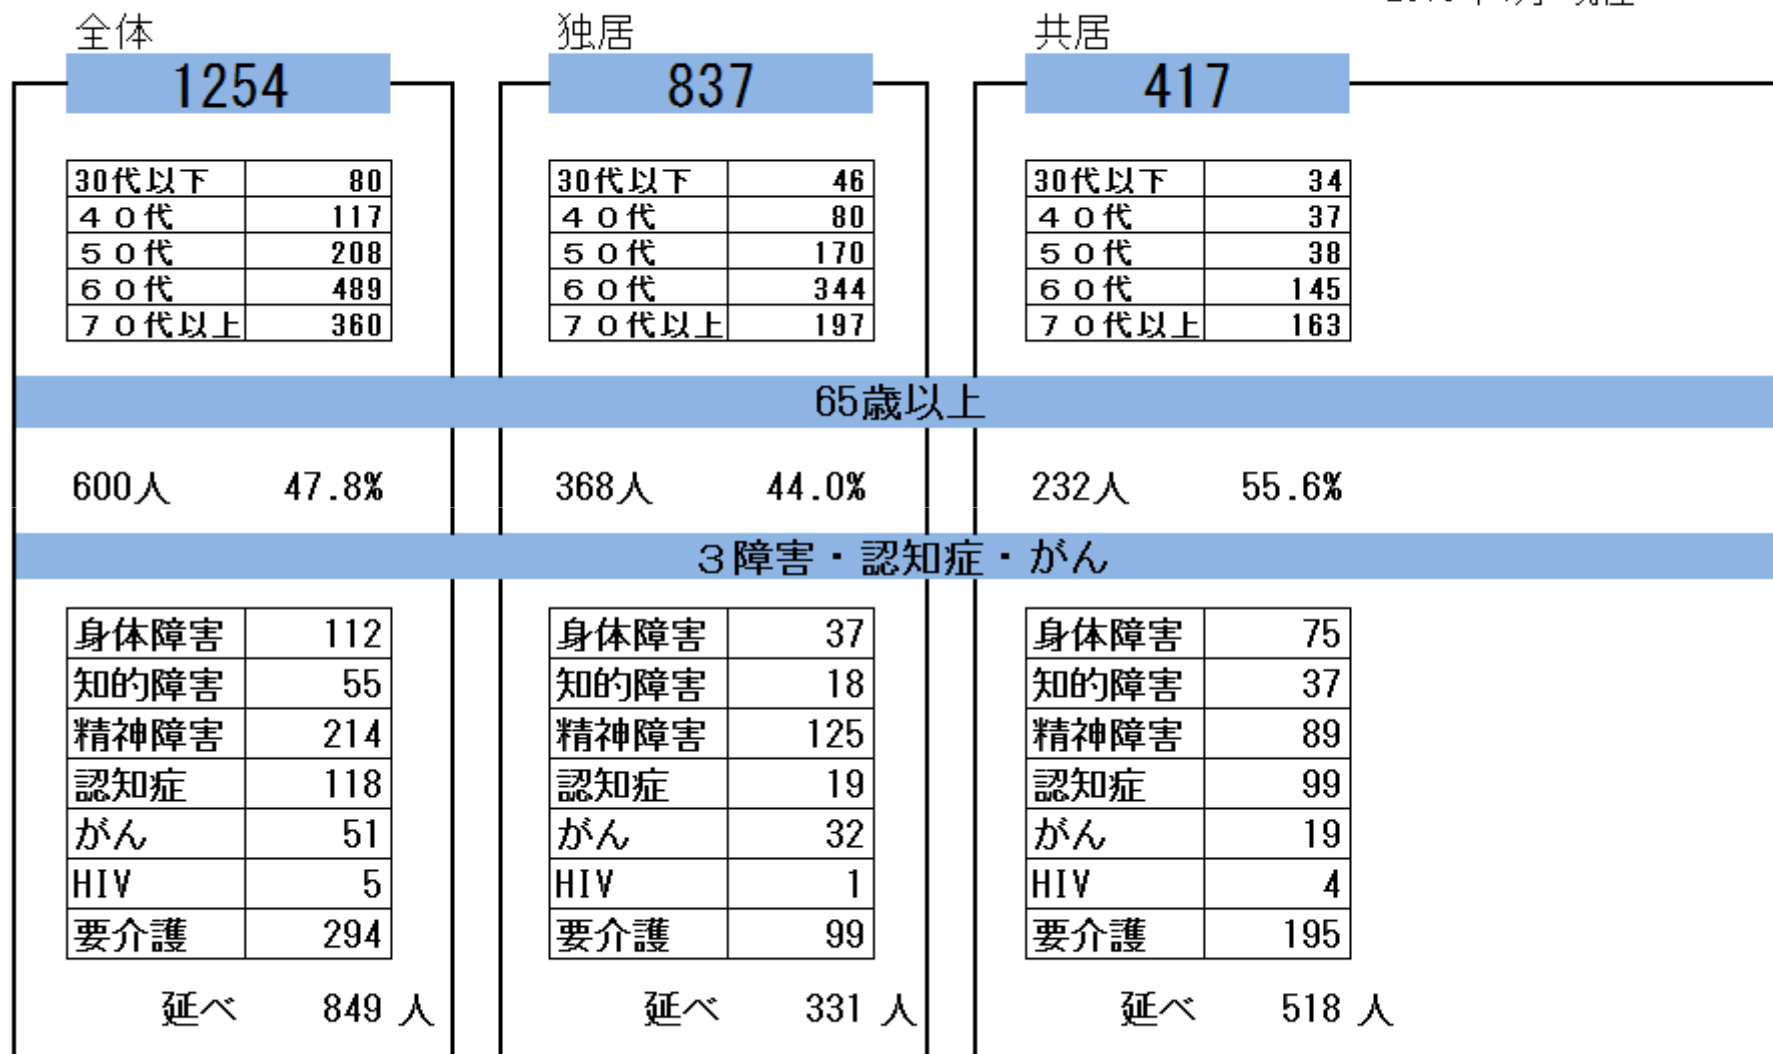 全体 独居 共居
1254 837 417
30代以下 80 30代以下 46 30代以下 34
４０代 117 ４０代 80 ４０代 37
５０代 208 ５０代 170 ５０代 38
６０代 489 ６０代 344 ６０代 145
７０代以上 360 ７０代以上 197 ７０代以上 163
65歳以上
600人 47.8% 368人 44.0% 232人 55.6%
３障害・認知症・がん
身体障害 112 身体障害 37 身体障害 75
知的障害 55 知的障害 18 知的障害 37
精神障害 214 精神障害 125 精神障害 89
認知症 118 認知症 19 認知症 99
がん 51 がん 32 がん 19
HIV 5 HIV 1 HIV 4
要介護 294 要介護 99 要介護 195
延べ 849 人 延べ 331 人 延べ 518 人